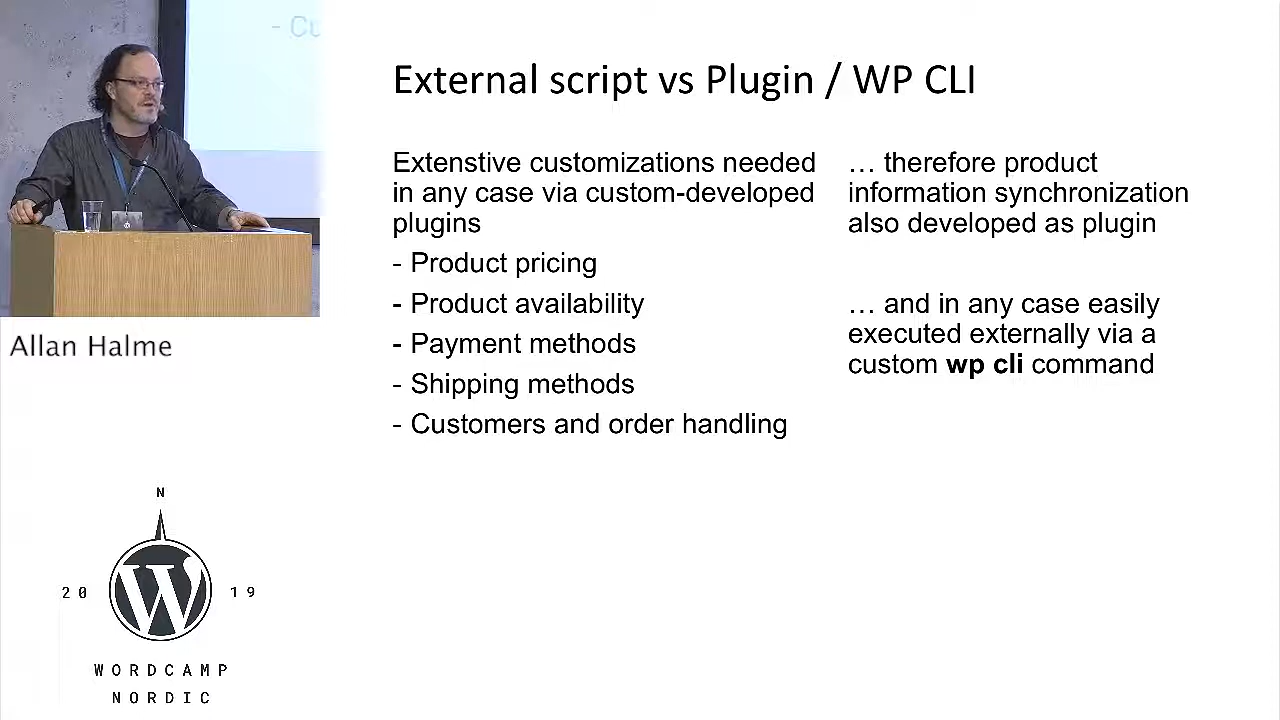 - Cu
External script vs Plugin / WP CLI
Extenstive customizations needed
in any case via custom-developed
plugins
- Product pricing
- Product availability
- Payment methods
- Shipping methods
- Customers and order handling
… therefore product
information synchronization
also developed as plugin
… and in any case easily
executed externally via a
custom wp cli command
Allan Halme
N
20 19
WORDCAMP
NORDIC